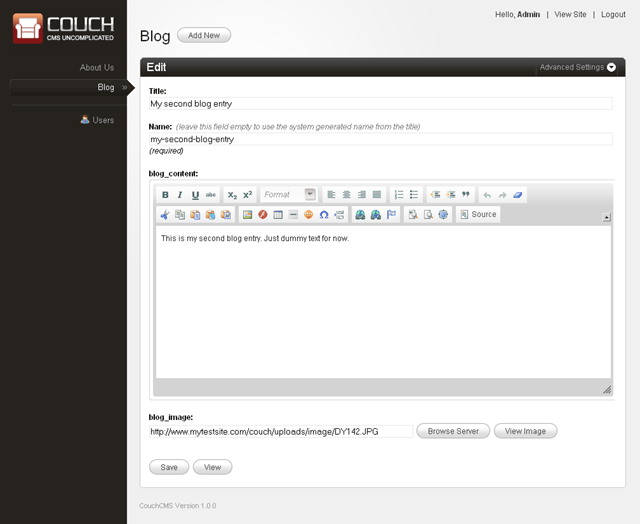 COUCH
CMS UNCOMPLICATED
Hello, Admin | View Site | Logout
About Us
Blog »
Users
Blog Add New
Edit Advanced Settings
Title:
My second blog entry
Name: (leave this field empty to use the system generated name from the title)
my-second-blog-entry
(required)
blog_content:
B I U abc X2 X2 Format
Source
This is my second blog entry. Just dummy text for now.
blog_image:
http://www.mytestsite.com/couch/uploads/image/DY142.JPG Browse Server View Image
Save View
CouchCMS Version 1.0.0